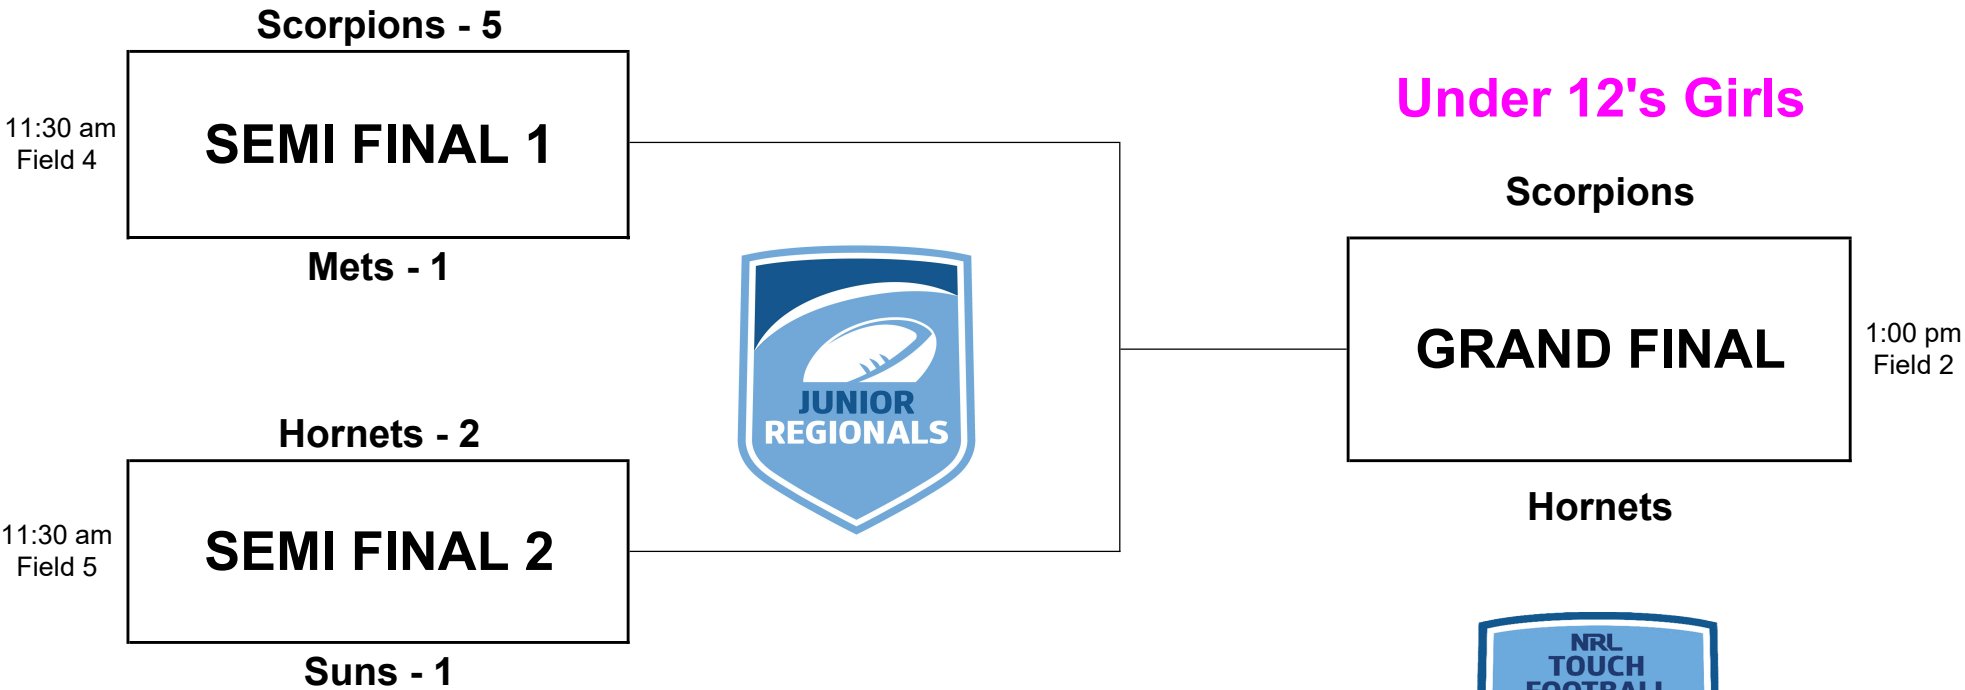 Scorpions - 5
11:30 am
Field 4
SEMI FINAL 1
Mets - 1
Under 12's Girls
Scorpions
GRAND FINAL
1:00 pm
Field 2
Hornets
JUNIOR
REGIONALS
Hornets - 2
11:30 am
Field 5
SEMI FINAL 2
Suns - 1
NRL
TOUCH
FOOTBALL